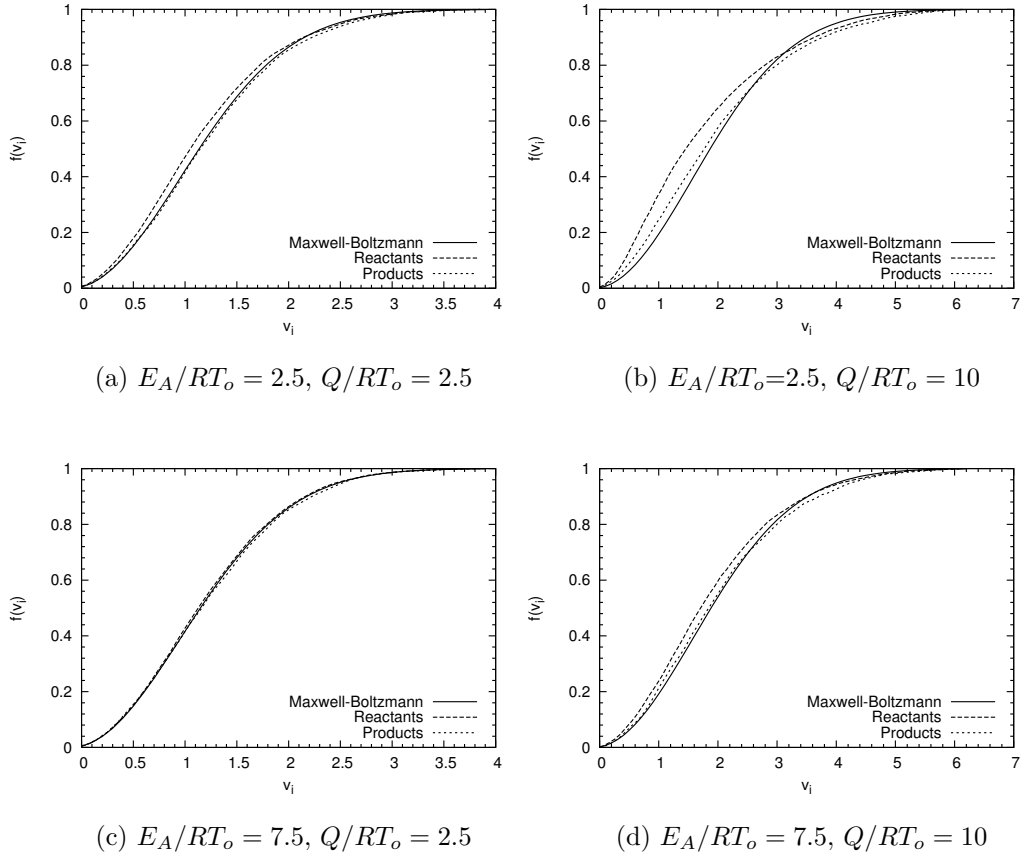 1
0.8
0.6
0.4
0.2
0
f(v_i)
Maxwell-Boltzmann
Reactants
Products
0 0.5 1 1.5 2 2.5 3 3.5 4
v_i
(a) E_A/RT_o = 2.5, Q/RT_o = 2.5
1
0.8
0.6
0.4
0.2
0
f(v_i)
Maxwell-Boltzmann
Reactants
Products
0 1 2 3 4 5 6 7
v_i
(b) E_A/RT_o=2.5, Q/RT_o = 10
1
0.8
0.6
0.4
0.2
0
f(v_i)
Maxwell-Boltzmann
Reactants
Products
0 0.5 1 1.5 2 2.5 3 3.5 4
v_i
(c) E_A/RT_o = 7.5, Q/RT_o = 2.5
1
0.8
0.6
0.4
0.2
0
f(v_i)
Maxwell-Boltzmann
Reactants
Products
0 1 2 3 4 5 6 7
v_i
(d) E_A/RT_o = 7.5, Q/RT_o = 10